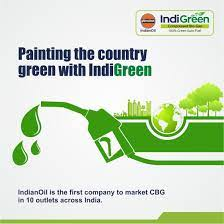 IndianOil
IndiGreen
Compressed Bio Gas
100% Green Auto Fuel
Painting the country
green with IndiGreen
IndianOil is the first company to market CBG
in 10 outlets across India.